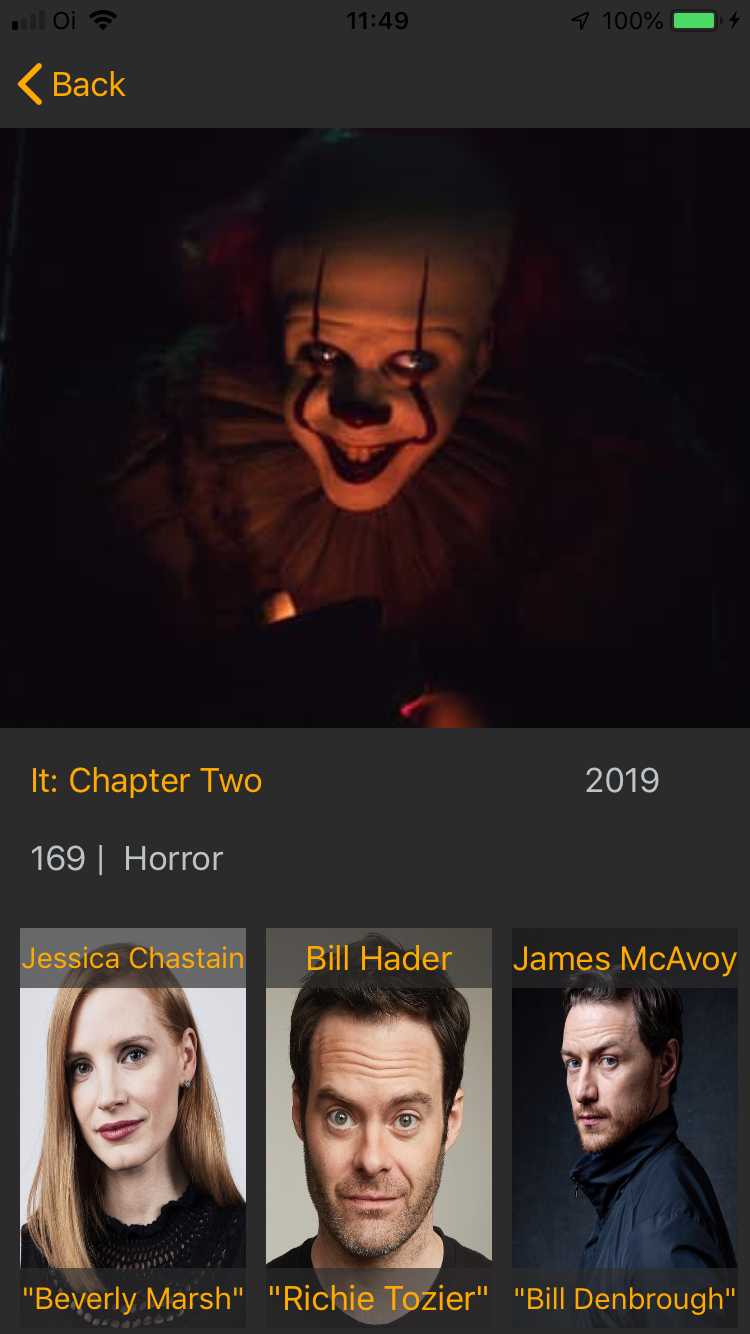 Oi 11:49 100%
Back
It: Chapter Two 2019
169 | Horror
Jessica Chastain Bill Hader James McAvoy
"Beverly Marsh" "Richie Tozier" "Bill Denbrough"